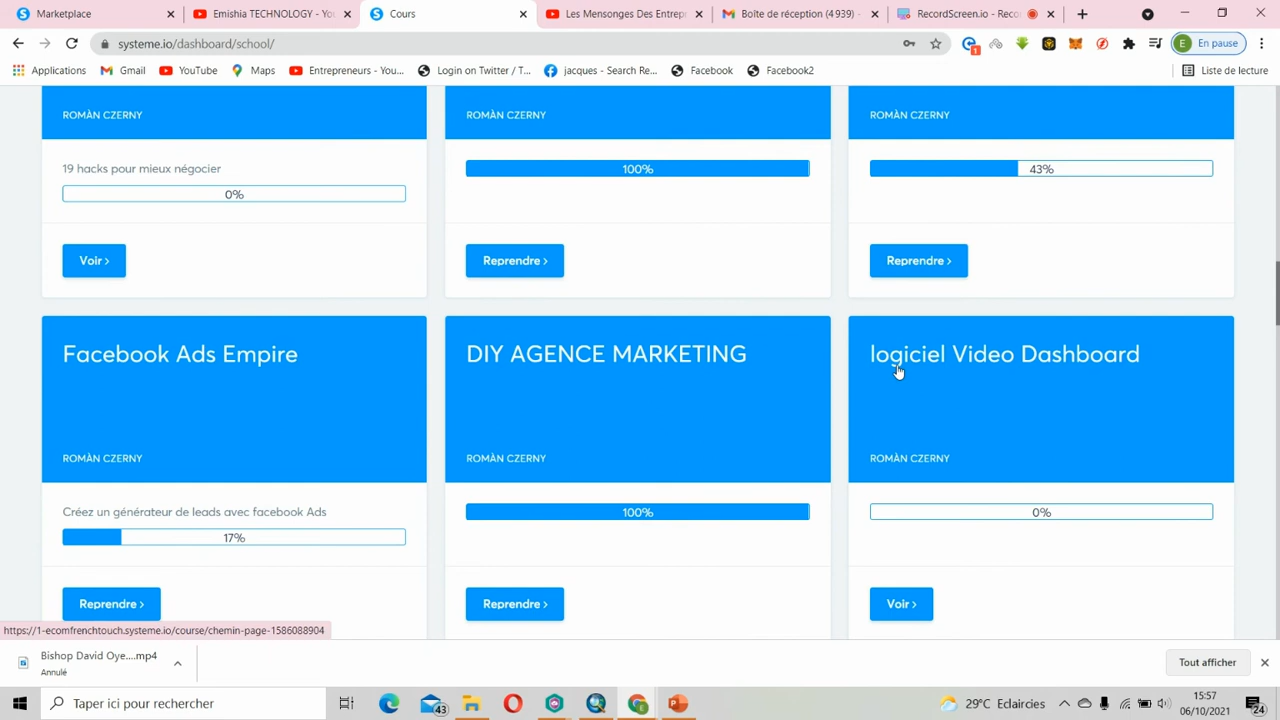 Marketplace
Emishia TECHNOLOGY - You
Cours
Les Mensonges Des Entrep
Boîte de réception (4 939) -
RecordScreen.io - Reco
systeme.io/dashboard/school/
1
E En pause
Applications
Gmail
YouTube
Maps
Entrepreneurs - You...
Login on Twitter / T...
jacques - Search Re...
Facebook
Facebook2
Liste de lecture
ROMÀN CZERNY
ROMÀN CZERNY
ROMÀN CZERNY
19 hacks pour mieux négocier
0%
100%
43%
Voir >
Reprendre >
Reprendre >
Facebook Ads Empire
DIY AGENCE MARKETING
logiciel Video Dashboard
ROMÀN CZERNY
ROMÀN CZERNY
ROMÀN CZERNY
Créez un générateur de leads avec facebook Ads
17%
100%
0%
Reprendre >
Reprendre >
Voir >
https://1-ecomfrenchtouch.systeme.io/course/chemin-page-1586088904
Bishop David Oye....mp4
Annulé
Tout afficher
Taper ici pour rechercher
43
29°C Eclaircies
15:57
06/10/2021
24